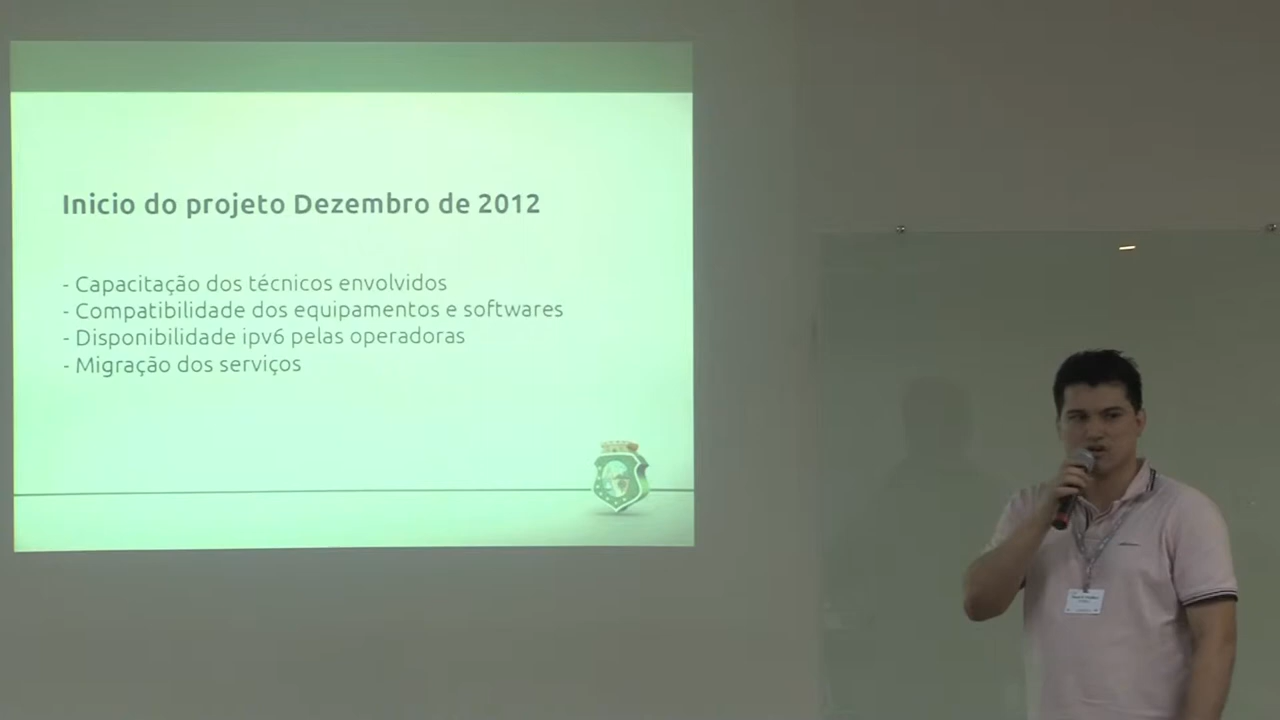 Inicio do projeto Dezembro de 2012
- Capacitação dos técnicos envolvidos
- Compatibilidade dos equipamentos e softwares
- Disponibilidade ipv6 pelas operadoras
- Migração dos serviços